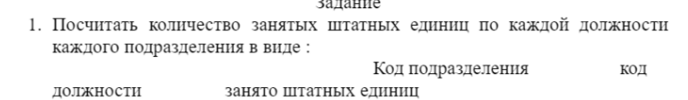 Задание
1. Посчитать количество занятых штатных единиц по каждой должности
каждого подразделения в виде :
Код подразделения код
должности занято штатных единиц